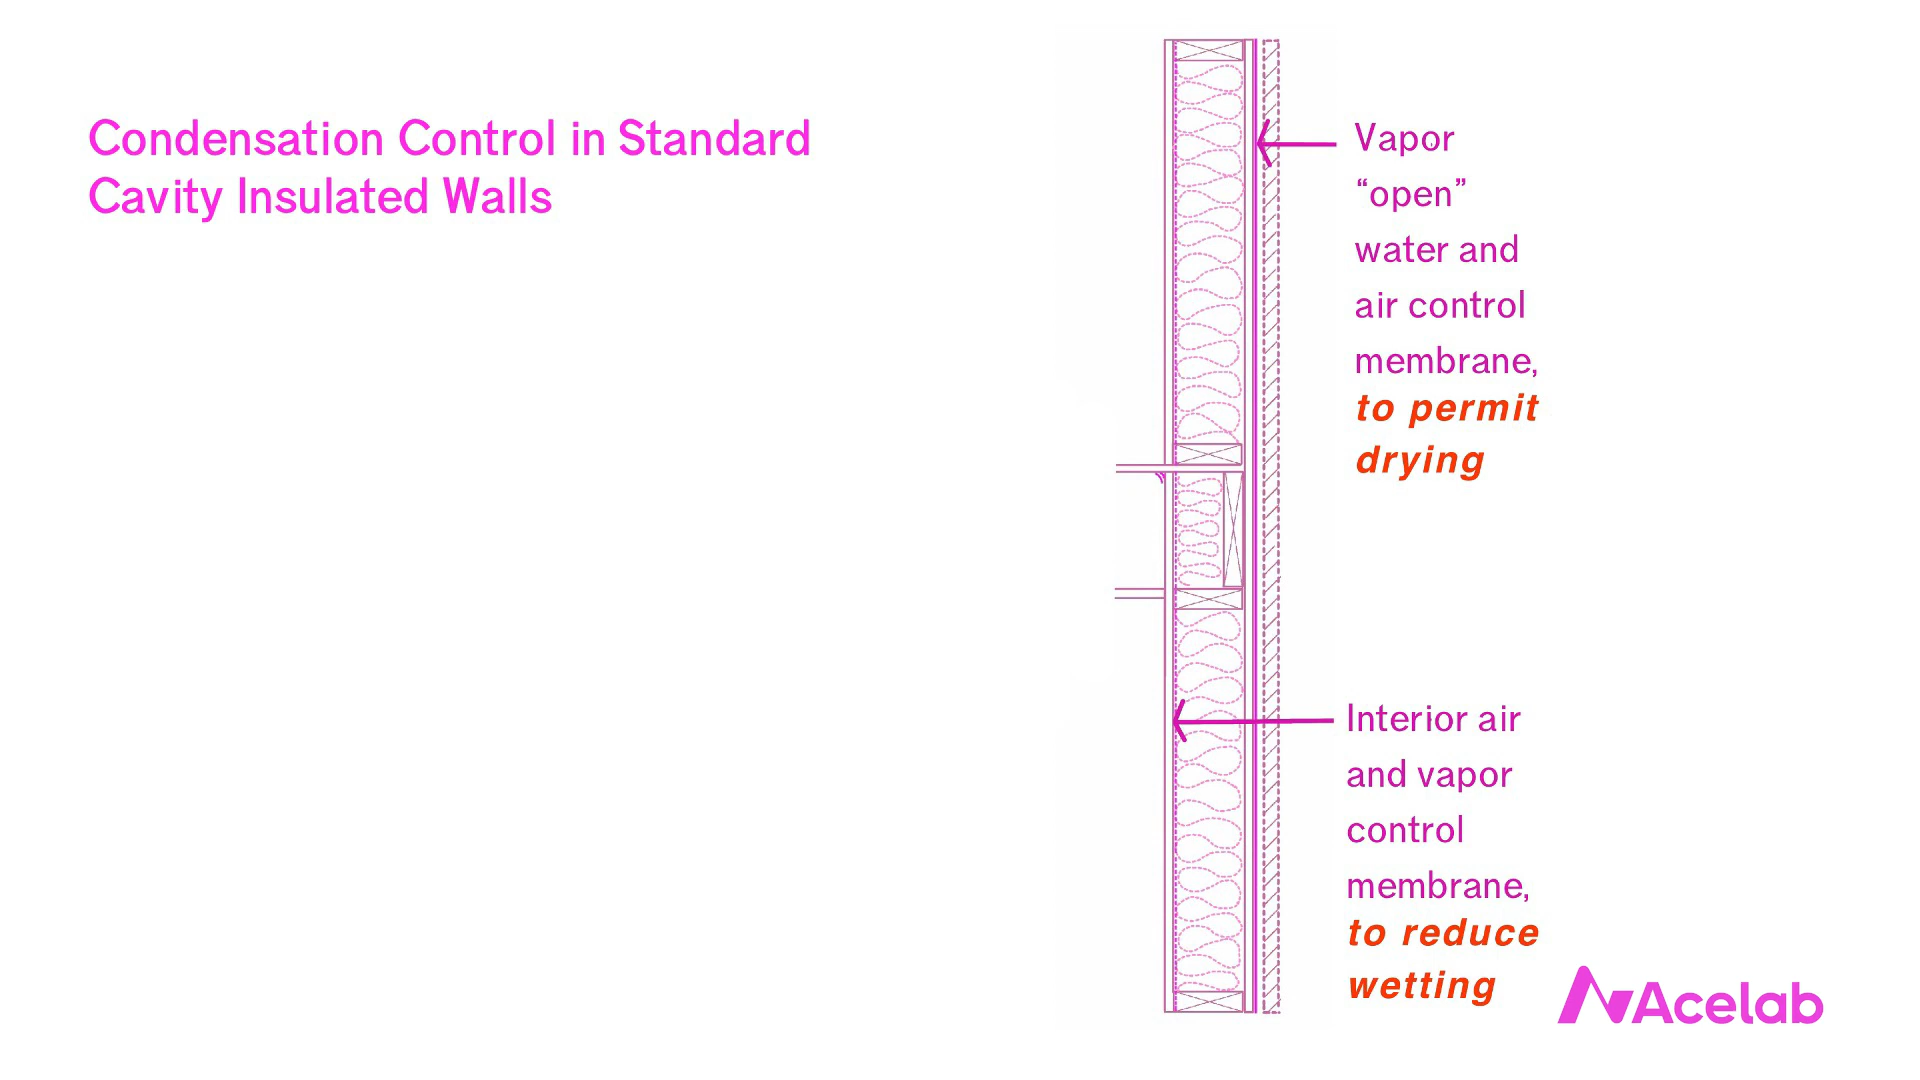 Condensation Control in Standard
Cavity Insulated Walls
Vapor
“open”
water and
air control
membrane,
to permit
drying
Interior air
and vapor
control
membrane,
to reduce
wetting
Acelab